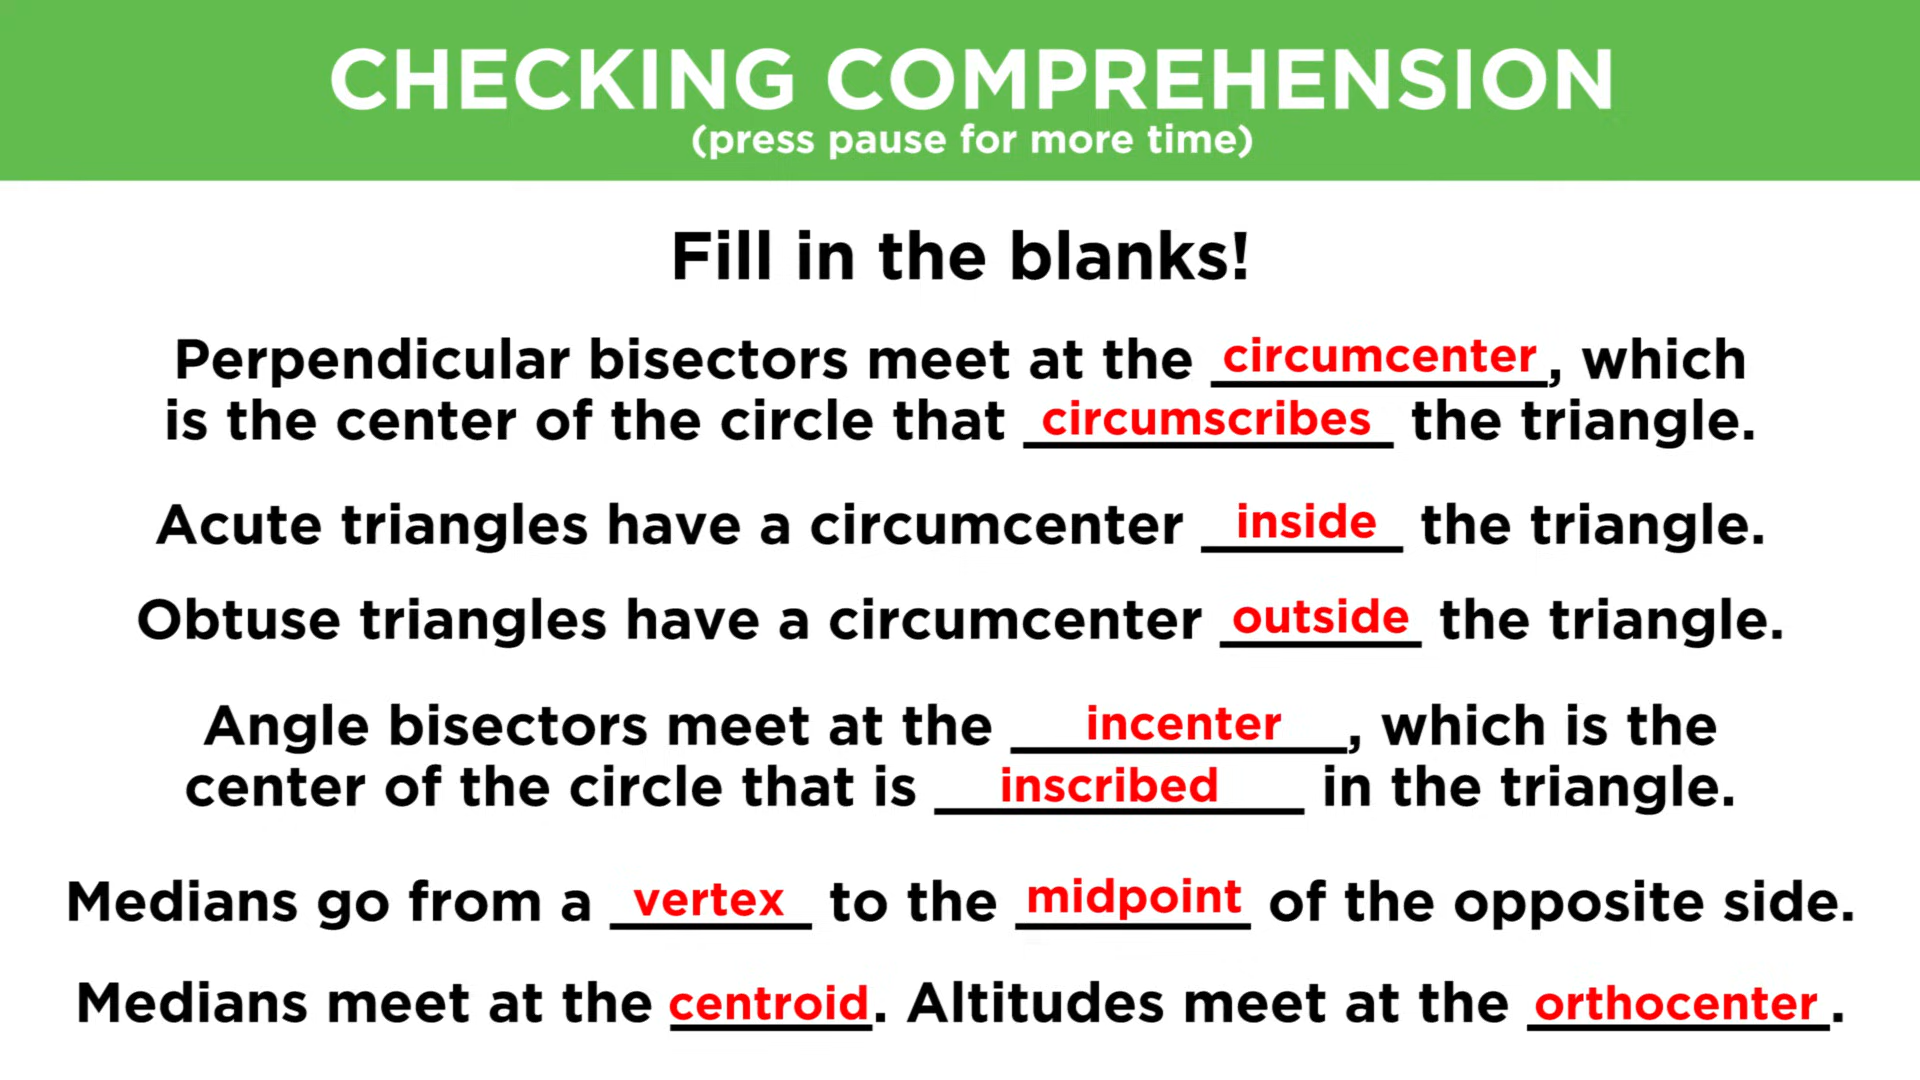 CHECKING COMPREHENSION
(press pause for more time)
Fill in the blanks!
Perpendicular bisectors meet at the circumcenter, which
is the center of the circle that circumscribes the triangle.
Acute triangles have a circumcenter inside the triangle.
Obtuse triangles have a circumcenter outside the triangle.
Angle bisectors meet at the incenter, which is the
center of the circle that is inscribed in the triangle.
Medians go from a vertex to the midpoint of the opposite side.
Medians meet at the centroid. Altitudes meet at the orthocenter.